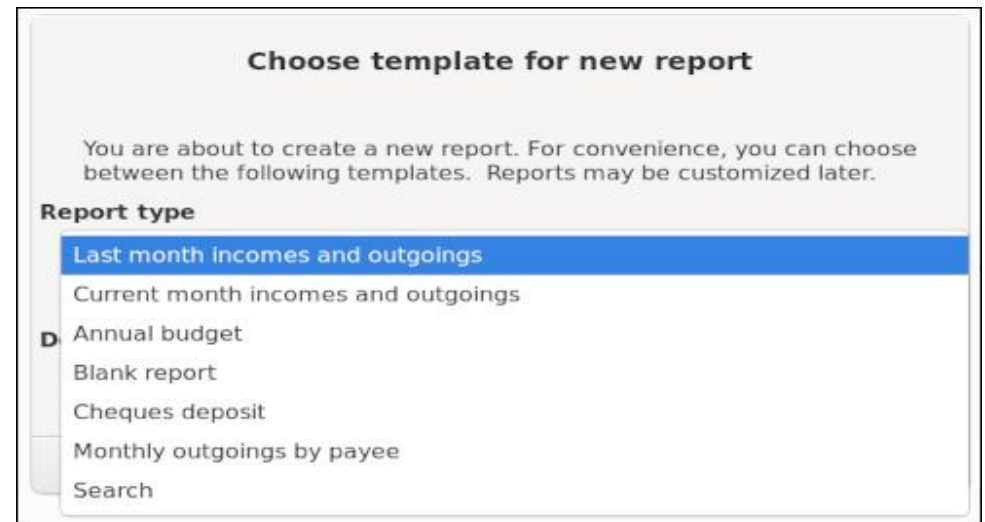 Choose template for new report
You are about to create a new report. For convenience, you can choose
between the following templates.  Reports may be customized later.
Report type
Last month incomes and outgoings
Current month incomes and outgoings
D
Annual budget
Blank report
Cheques deposit
Monthly outgoings by payee
Search